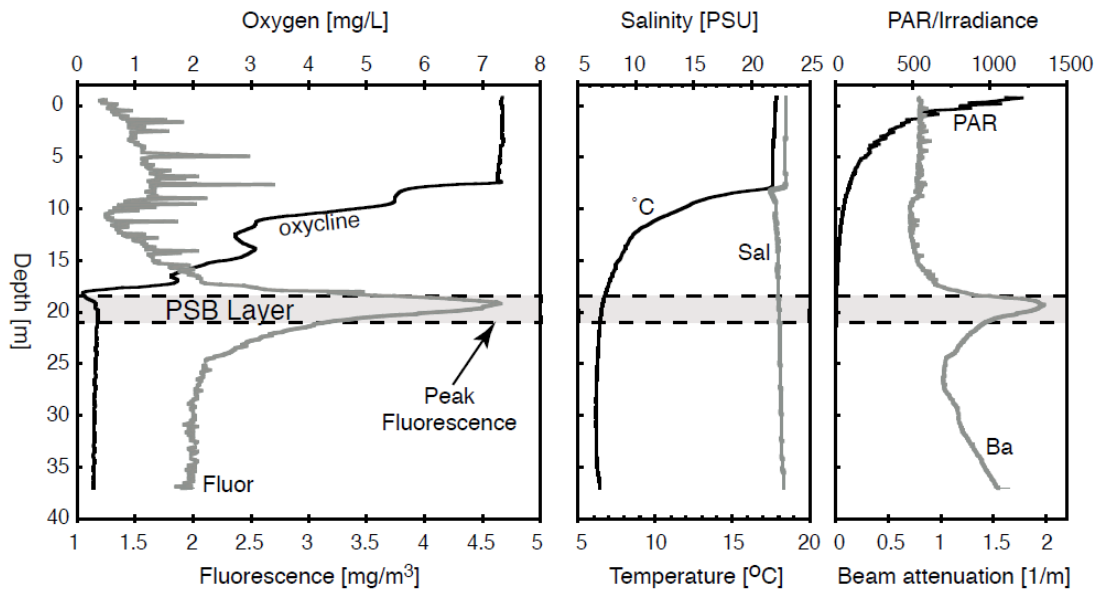 Oxygen [mg/L]
Salinity [PSU]
PAR/Irradiance
0 1 2 3 4 5 6 7 8
5 10 15 20 25
0 500 1000 1500
Depth [m]
0
5
10
15
20
25
30
35
40
oxycline
PSB Layer
Peak
Fluorescence
Fluor
°C
Sal
PAR
Ba
1 1.5 2 2.5 3 3.5 4 4.5 5
5 10 15 20
0 0.5 1 1.5 2
Fluorescence [mg/m³]
Temperature [ºC]
Beam attenuation [1/m]